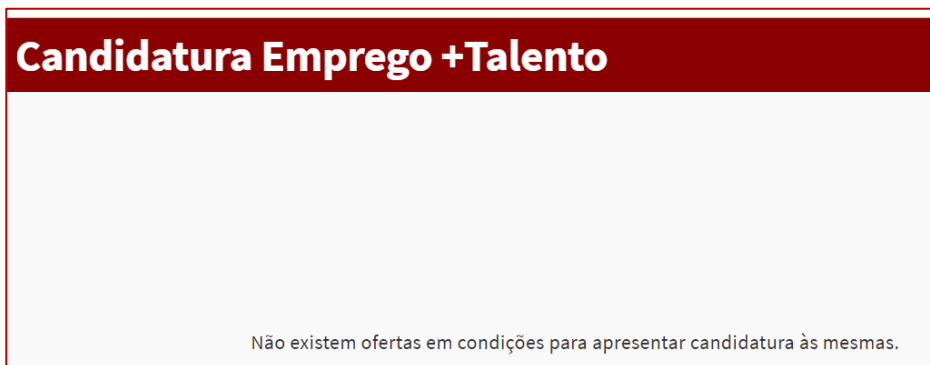 Candidatura Emprego +Talento
Não existem ofertas em condições para apresentar candidatura às mesmas.